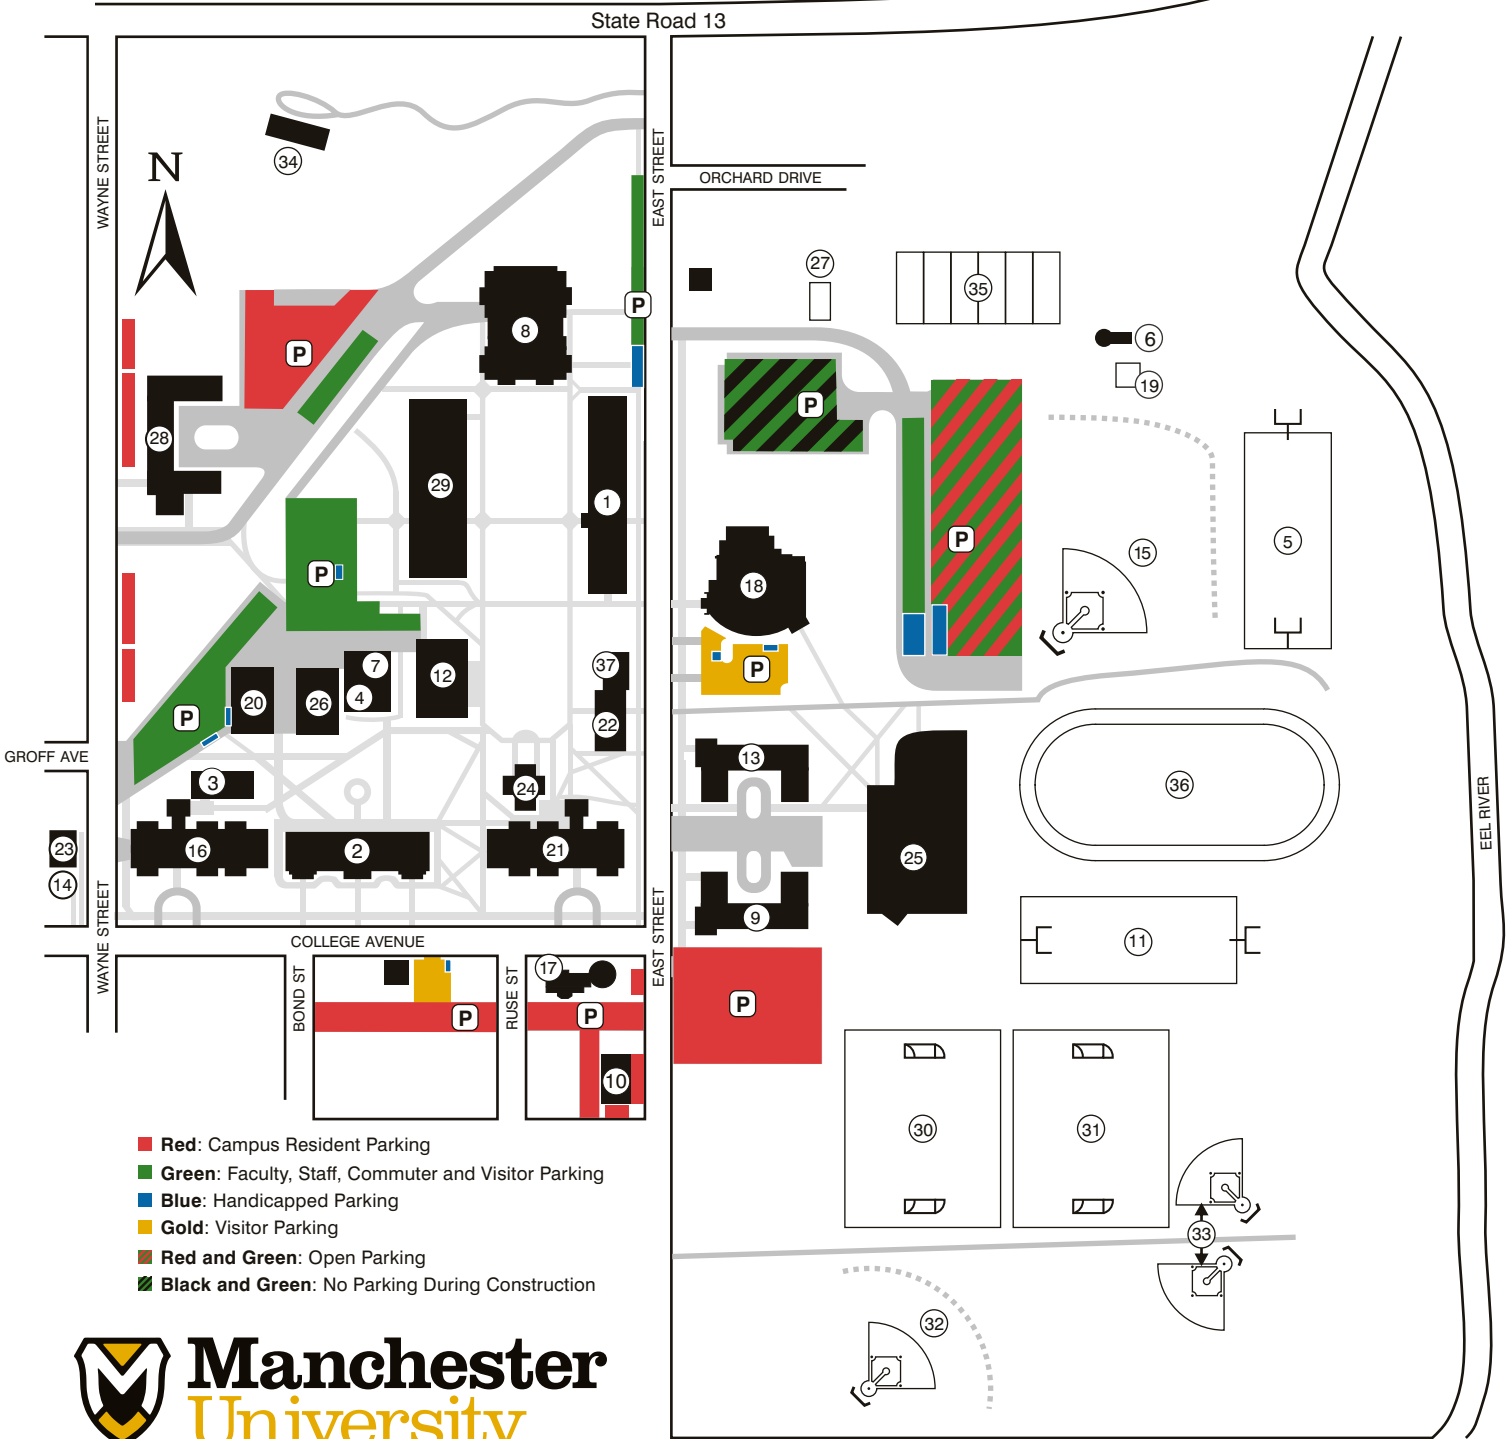 State Road 13
WAYNE STREET
N
34
EAST STREET
ORCHARD DRIVE
27
35
P
8
6
19
P
P
28
29
1
5
P
15
P
18
7
37
12
P
4
20
26
P
22
GROFF AVE
13
3
24
36
EEL RIVER
23
16
2
21
25
14
WAYNE STREET
EAST STREET
9
COLLEGE AVENUE
11
BOND ST
RUSE ST
17
P
P
P
10
30
31
Red: Campus Resident Parking
Green: Faculty, Staff, Commuter and Visitor Parking
Blue: Handicapped Parking
Gold: Visitor Parking
33
Red and Green: Open Parking
Black and Green: No Parking During Construction
32
M
Manchester
University